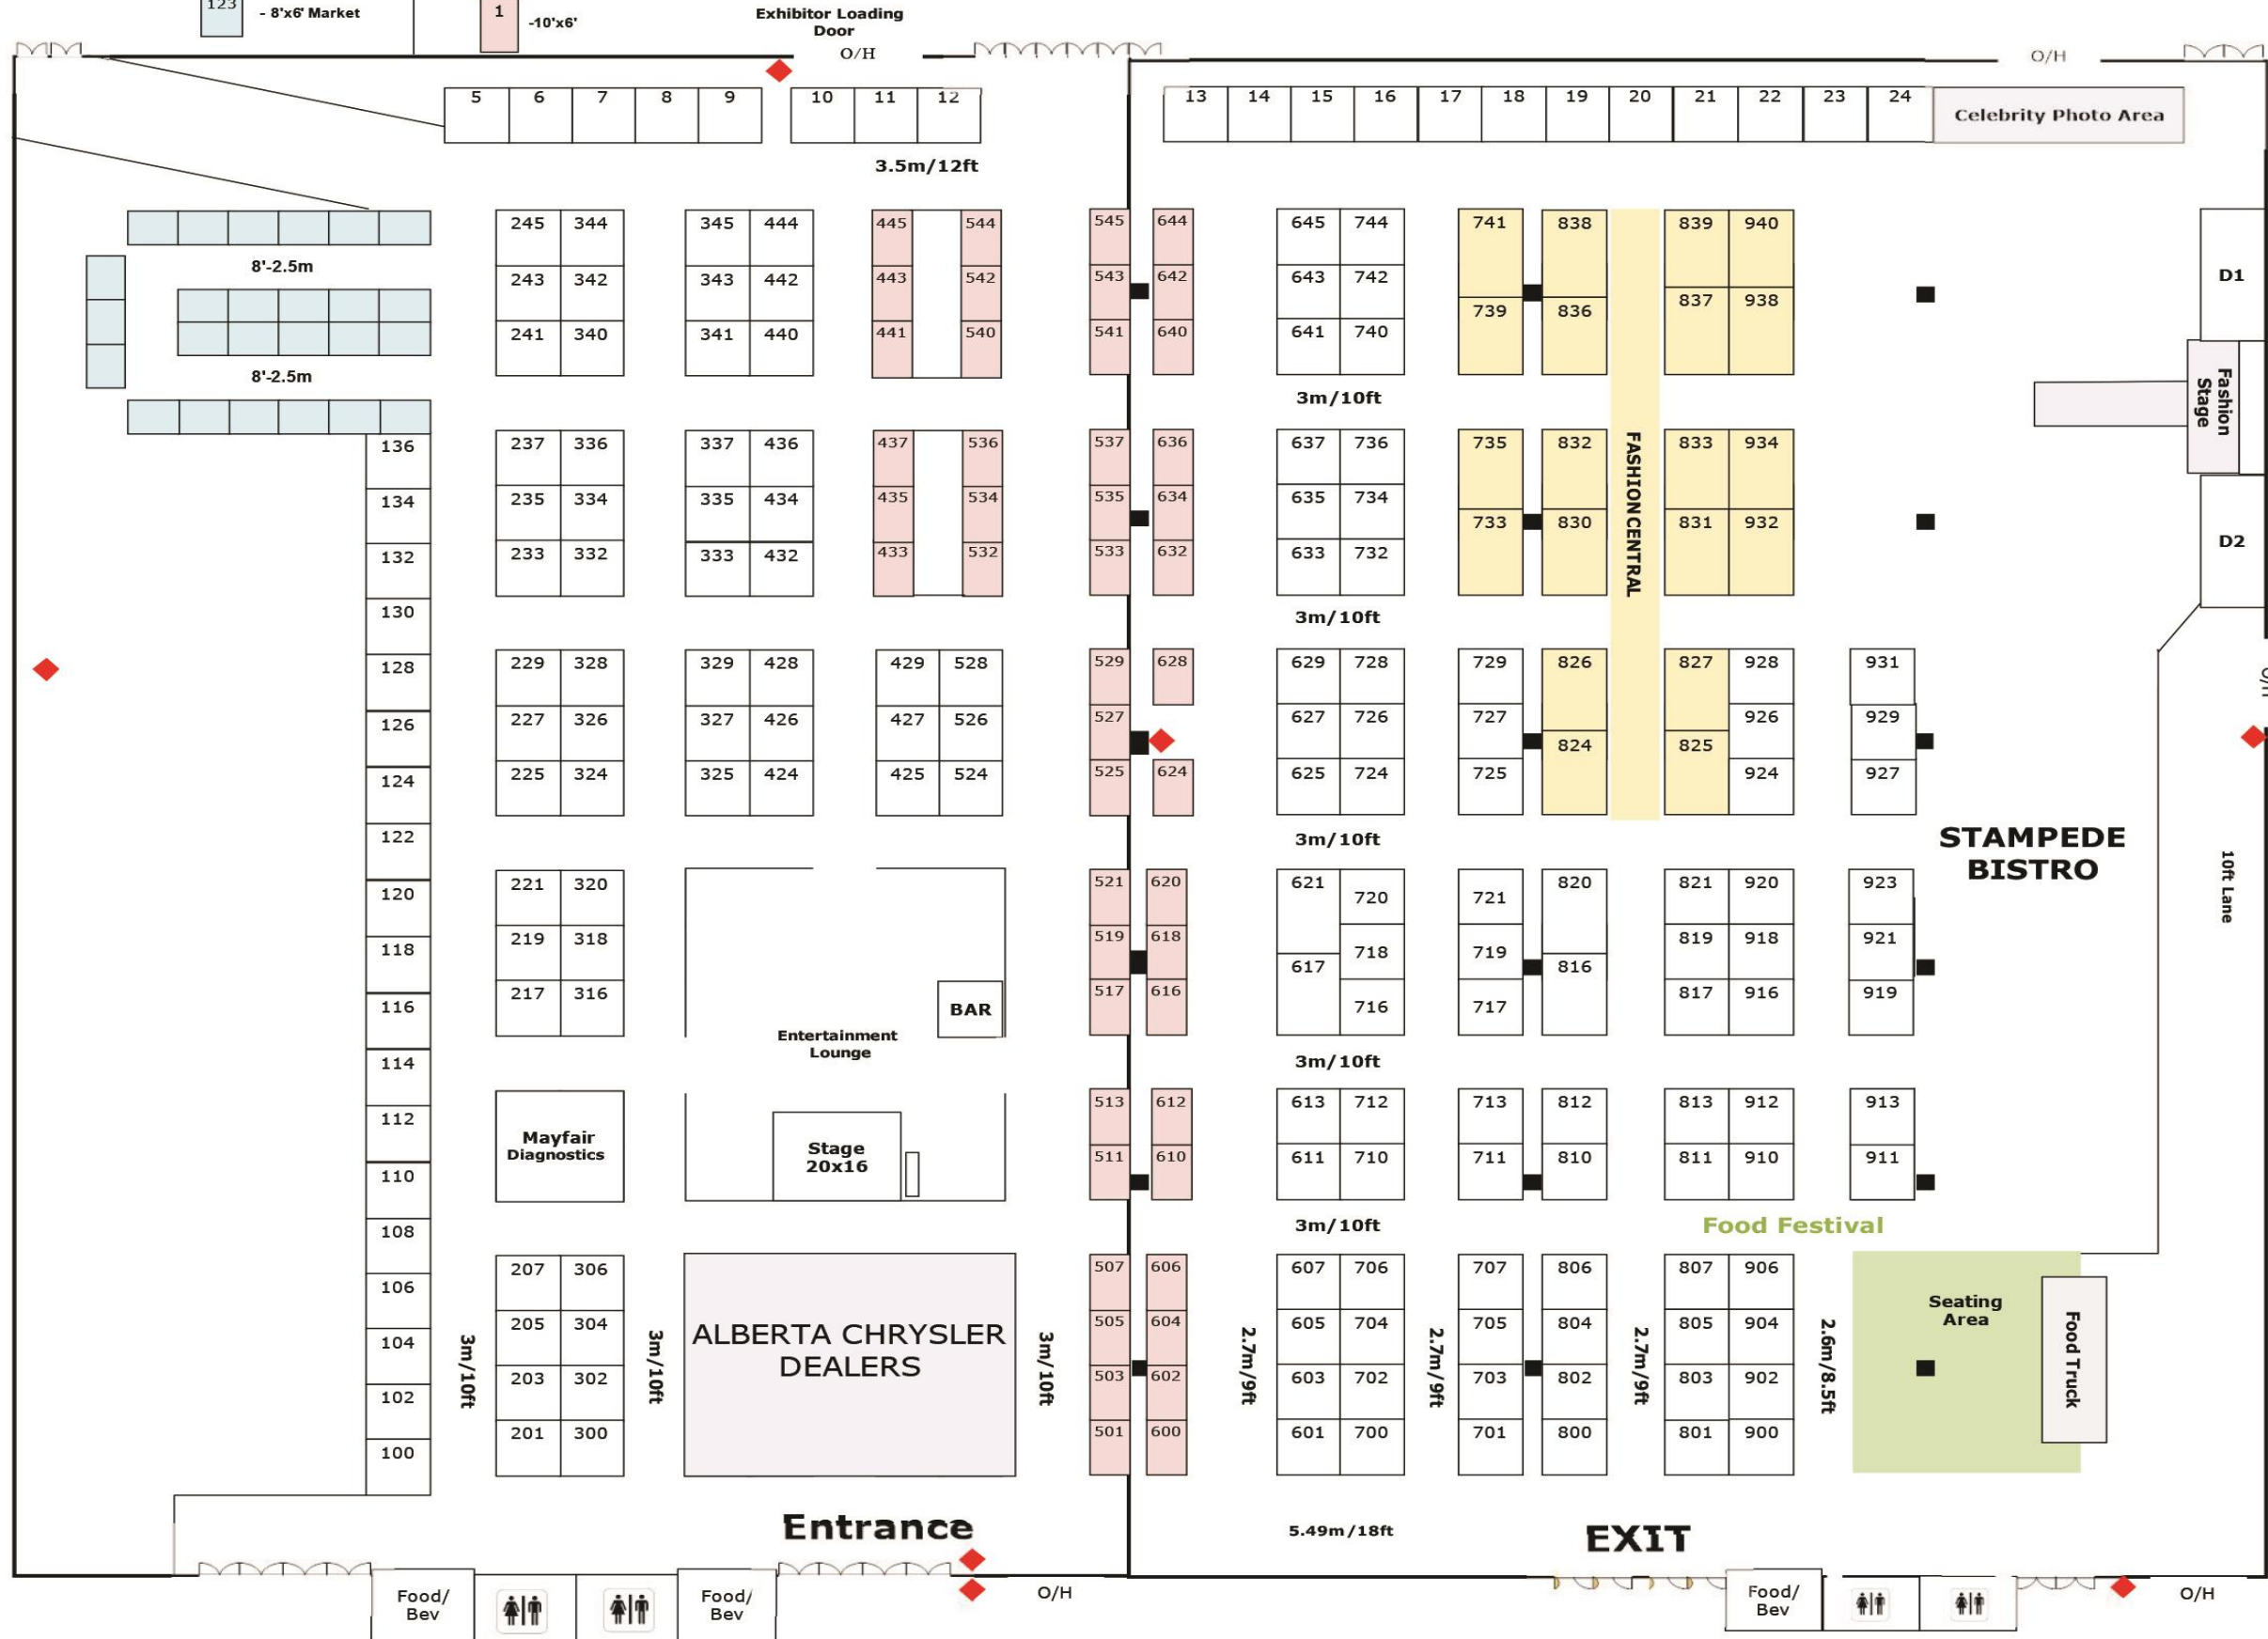 123
- 8'x6' Market
1
-10'x6'
Exhibitor Loading
Door
O/H
O/H
5 6 7 8 9 10 11 12
13 14 15 16 17 18 19 20 21 22 23 24
Celebrity Photo Area
3.5m/12ft
245 344 345 444 445 544 545 644 645 744 741 838 839 940
8'-2.5m
D1
243 342 343 442 443 542 543 642 643 742
837 938
739 836
241 340 341 440 441 540 541 640 641 740
8'-2.5m
Fashion
Stage
3m/10ft
136 237 336 337 436 437 536 537 636 637 736 735 832 833 934
FASHIONCENTRAL
134 235 334 335 434 435 534 535 634 635 734
733 830 831 932
D2
132 233 332 333 432 433 532 533 632 633 732
130
3m/10ft
128 229 328 329 428 429 528 529 628 629 728 729 826 827 928 931
126 227 326 327 426 427 526 527 627 726 727 926 929
824 825
124 225 324 325 424 425 524 525 624 625 724 725 924 927
122
3m/10ft
STAMPEDE
BISTRO
10ft Lane
120 221 320 521 620 621 720 721 820 821 920 923
118 219 318 519 618 718 719 819 918 921
617 816
116 217 316 517 616 716 717 817 916 919
BAR
Entertainment
Lounge
114
3m/10ft
112 513 612 613 712 713 812 813 912 913
Mayfair
Diagnostics
Stage
20x16
110 511 610 611 710 711 810 811 910 911
108
3m/10ft
Food Festival
106 207 306 507 606 607 706 707 806 807 906
Seating
Area
104 205 304 505 604 605 704 705 804 805 904
ALBERTA CHRYSLER
DEALERS
3m/10ft 3m/10ft 3m/10ft 2.7m/9ft 2.7m/9ft 2.7m/9ft 2.6m/8.5ft
Food Truck
102 203 302 503 602 603 702 703 802 803 902
100 201 300 501 600 601 700 701 800 801 900
Entrance
5.49m/18ft
EXIT
Food/
Bev
Food/
Bev
O/H
Food/
Bev
O/H